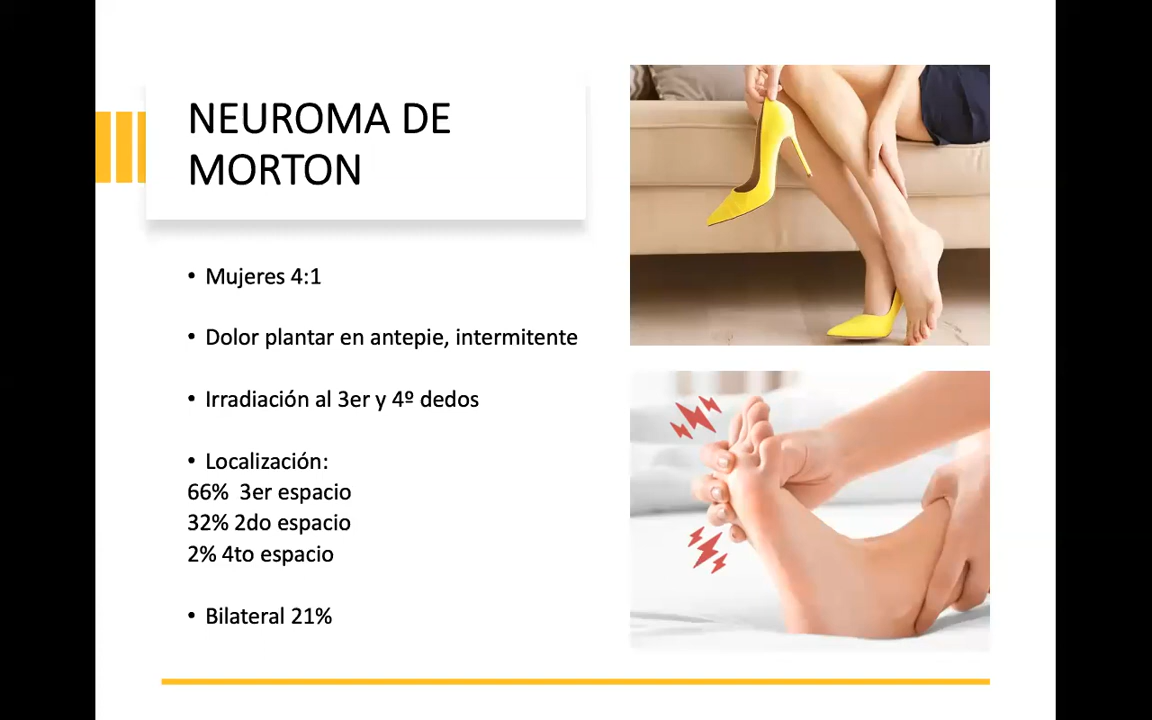 NEUROMA DE
MORTON
• Mujeres 4:1
• Dolor plantar en antepie, intermitente
• Irradiación al 3er y 4º dedos
• Localización:
66%  3er espacio
32% 2do espacio
2% 4to espacio
• Bilateral 21%